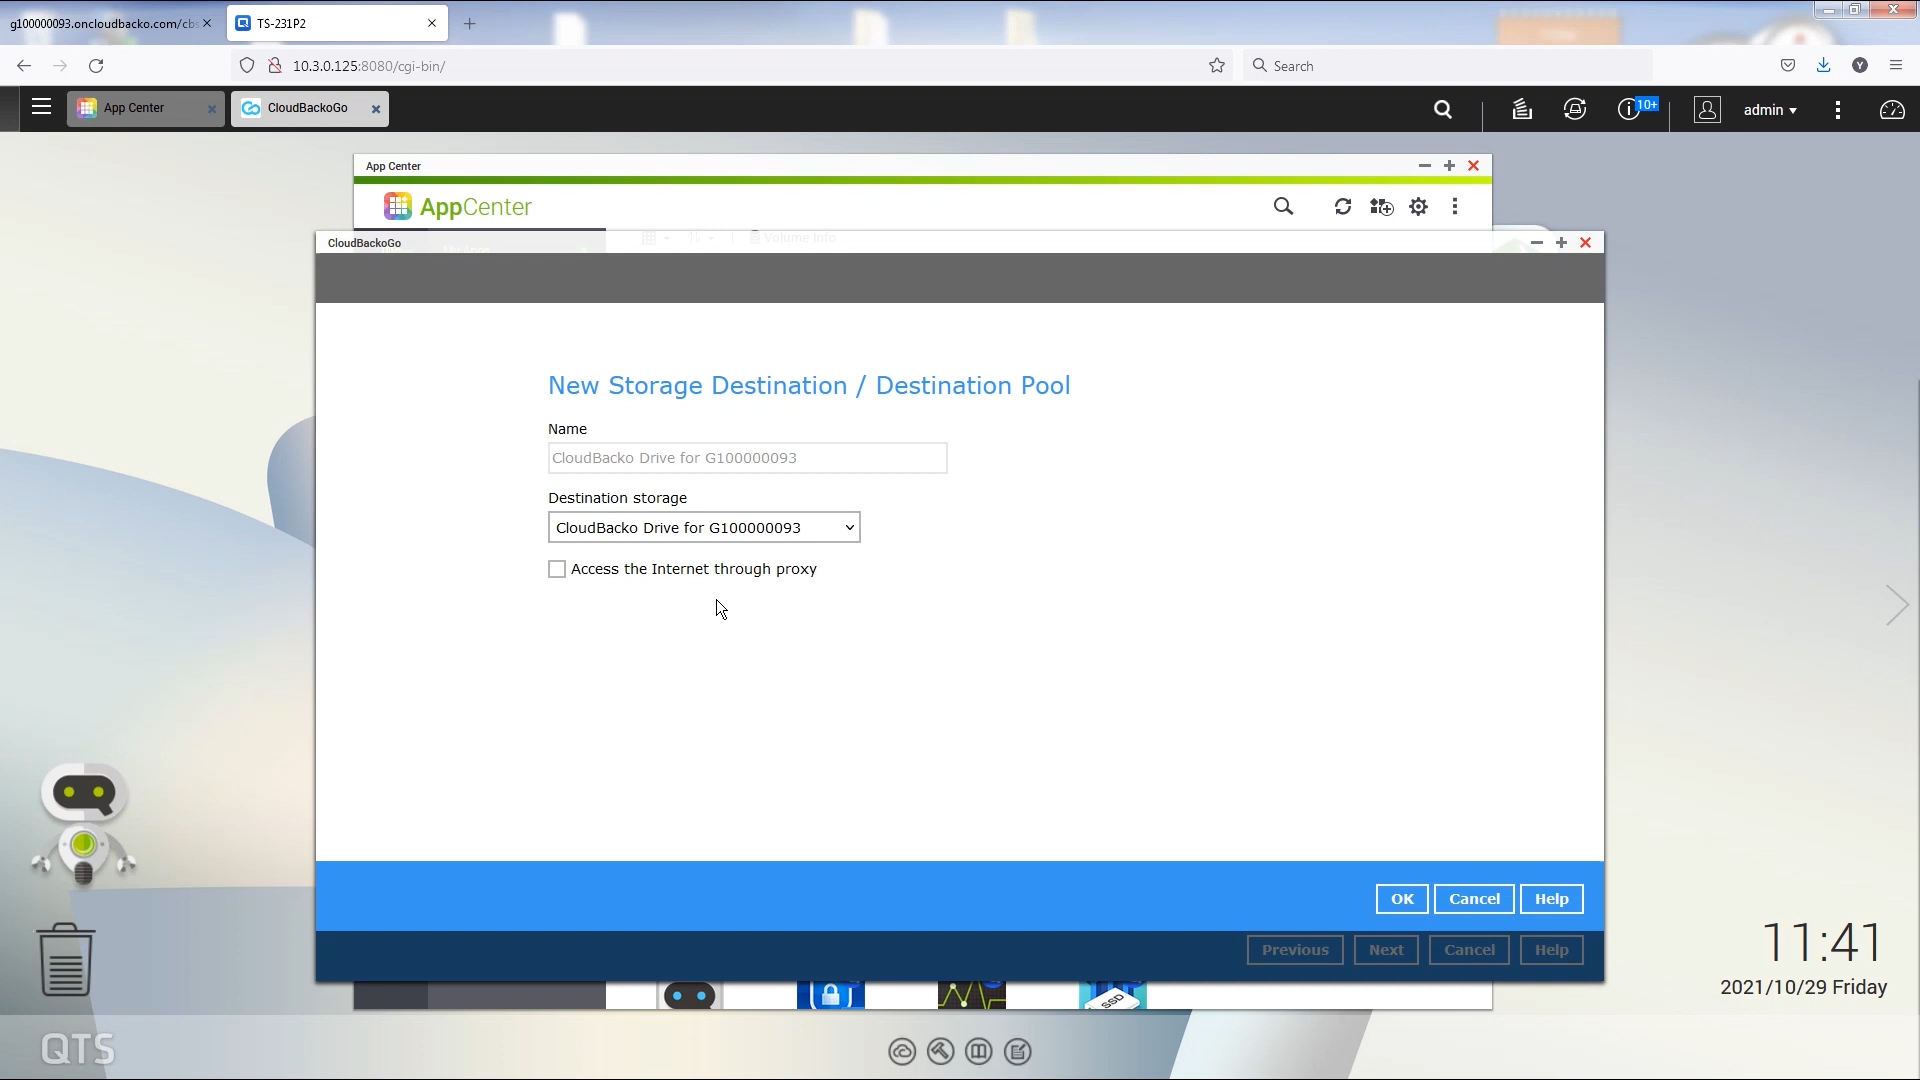 g100000093.oncloudbacko.com/cbs
TS-231P2
10.3.0.125:8080/cgi-bin/
Search
Y
App Center
CloudBackoGo
10+
admin
App Center
AppCenter
Volume Info
CloudBackoGo
New Storage Destination / Destination Pool
Name
CloudBacko Drive for G100000093
Destination storage
CloudBacko Drive for G100000093
Access the Internet through proxy
OK
Cancel
Help
Previous
Next
Cancel
Help
SSD
11:41
2021/10/29 Friday
QTS